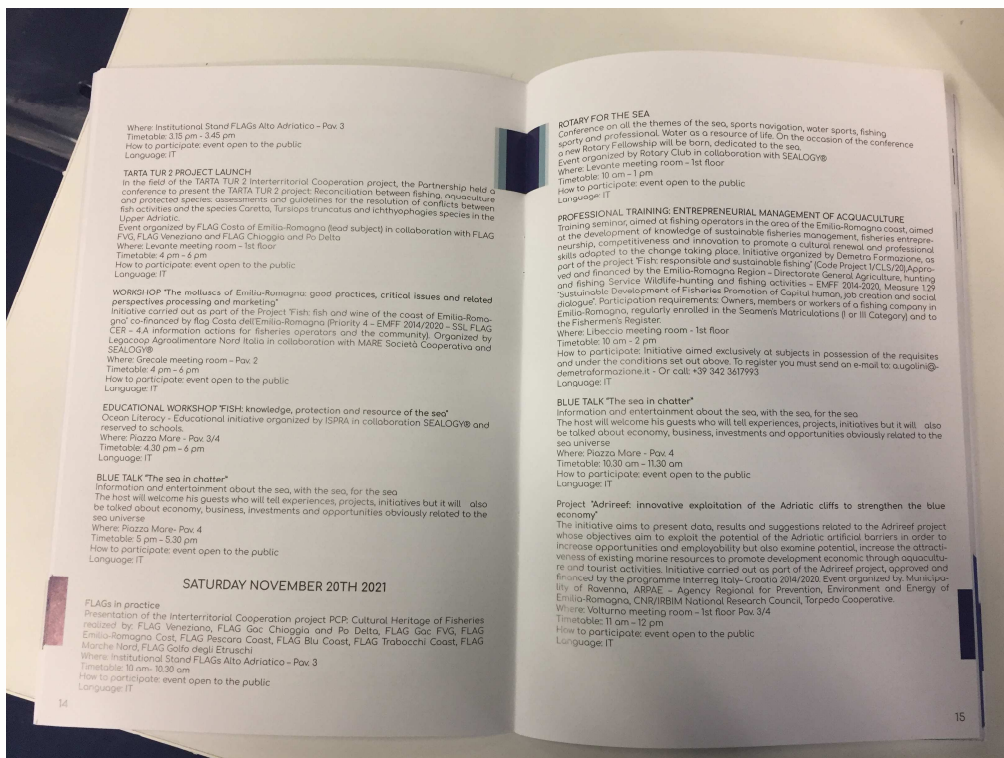 Where: Institutional Stand FLAGs Alto Adriatico – Pav. 3
Timetable: 3.15 pm - 3.45 pm
How to participate: event open to the public
Language: IT
TARTA TUR 2 PROJECT LAUNCH
In the field of the TARTA TUR 2 Interterritorial Cooperation project, the Partnership held a
conference to present the TARTA TUR 2 project: Reconciliation between fishing, aquaculture
and protected species: assessments and guidelines for the resolution of conflicts between
fish activities and the species Caretta, Tursiops truncatus and ichthyophagies species in the
Upper Adriatic.
Event organized by FLAG Costa of Emilia-Romagna (lead subject) in collaboration with FLAG
FVG, FLAG Veneziano and FLAG Chioggia and Po Delta
Where: Levante meeting room – 1st floor
Timetable: 4 pm – 6 pm
How to participate: event open to the public
Language: IT
WORKSHOP "The molluscs of Emilia-Romagna: good practices, critical issues and related
perspectives processing and marketing"
Initiative carried out as part of the Project "Fish: fish and wine of the coast of Emilia-Roma-
gna" co-financed by flag Costa dell'Emilia-Romagna (Priority 4 – EMFF 2014/2020 – SSL FLAG
CER – 4.A information actions for fisheries operators and the community). Organized by
Legacoop Agroalimentare Nord Italia in collaboration with MARE Società Cooperativa and
SEALOGY®
Where: Grecale meeting room – Pav. 2
Timetable: 4 pm – 6 pm
How to participate: event open to the public
Language: IT
EDUCATIONAL WORKSHOP "FISH: knowledge, protection and resource of the sea"
Ocean Literacy - Educational initiative organized by ISPRA in collaboration SEALOGY® and
reserved to schools.
Where: Piazza Mare - Pav. 3/4
Timetable: 4.30 pm – 6 pm
Language: IT
BLUE TALK "The sea in chatter"
Information and entertainment about the sea, with the sea, for the sea
The host will welcome his guests who will tell experiences, projects, initiatives but it will also
be talked about economy, business, investments and opportunities obviously related to the
sea universe
Where: Piazza Mare- Pav. 4
Timetable: 5 pm – 5.30 pm
How to participate: event open to the public
Language: IT
SATURDAY NOVEMBER 20TH 2021
FLAGs in practice
Presentation of the Interterritorial Cooperation project PCP: Cultural Heritage of Fisheries
realized by: FLAG Veneziano, FLAG Gac Chioggia and Po Delta, FLAG Gac FVG, FLAG
Emilia-Romagna Cost, FLAG Pescara Coast, FLAG Blu Coast, FLAG Trabocchi Coast, FLAG
Marche Nord, FLAG Golfo degli Etruschi
Where: Institutional Stand FLAGs Alto Adriatico – Pav. 3
Timetable: 10 am- 10.30 am
How to participate: event open to the public
Language: IT
14
ROTARY FOR THE SEA
Conference on all the themes of the sea, sports navigation, water sports, fishing
sporty and professional. Water as a resource of life. On the occasion of the conference
a new Rotary Fellowship will be born, dedicated to the sea.
Event organized by Rotary Club in collaboration with SEALOGY®
Where: Levante meeting room – 1st floor
Timetable: 10 am – 1 pm
How to participate: event open to the public
Language: IT
PROFESSIONAL TRAINING: ENTREPRENEURIAL MANAGEMENT OF ACQUACULTURE
Training seminar, aimed at fishing operators in the area of the Emilia-Romagna coast, aimed
at the development of knowledge of sustainable fisheries management, fisheries entrepre-
neurship, competitiveness and innovation to promote a cultural renewal and professional
skills adapted to the change taking place. Initiative organized by Demetra Formazione, as
part of the project "Fish: responsible and sustainable fishing" (Code Project 1/CLS/20),Appro-
ved and financed by the Emilia-Romagna Region – Directorate General Agriculture, hunting
and fishing Service Wildlife-hunting and fishing activities – EMFF 2014-2020, Measure 1.29
"Sustainable Development of Fisheries Promotion of Capitul human, job creation and social
dialogue". Participation requirements: Owners, members or workers of a fishing company in
Emilia-Romagna, regularly enrolled in the Seamen's Matriculations (I or III Category) and to
the Fishermen's Register.
Where: Libeccio meeting room - 1st floor
Timetable: 10 am - 2 pm
How to participate: Initiative aimed exclusively at subjects in possession of the requisites
and under the conditions set out above. To register you must send an e-mail to: a.ugolini@-
demetraformazione.it - Or call: +39 342 3617993
Language: IT
BLUE TALK "The sea in chatter"
Information and entertainment about the sea, with the sea, for the sea
The host will welcome his guests who will tell experiences, projects, initiatives but it will also
be talked about economy, business, investments and opportunities obviously related to the
sea universe
Where: Piazza Mare - Pav. 4
Timetable: 10.30 am – 11.30 am
How to participate: event open to the public
Language: IT
Project "Adrireef: innovative exploitation of the Adriatic cliffs to strengthen the blue
economy"
The initiative aims to present data, results and suggestions related to the Adrireef project
whose objectives aim to exploit the potential of the Adriatic artificial barriers in order to
increase opportunities and employability but also examine potential, increase the attracti-
veness of existing marine resources to promote development economic through aquacultu-
re and tourist activities. Initiative carried out as part of the Adrireef project, approved and
financed by the programme Interreg Italy- Croatia 2014/2020. Event organized by: Municipa-
lity of Ravenna, ARPAE – Agency Regional for Prevention, Environment and Energy of
Emilia-Romagna, CNR/IRBIM National Research Council, Torpedo Cooperative.
Where: Volturno meeting room - 1st floor Pav. 3/4
Timetable: 11 am – 12 pm
How to participate: event open to the public
Language: IT
15